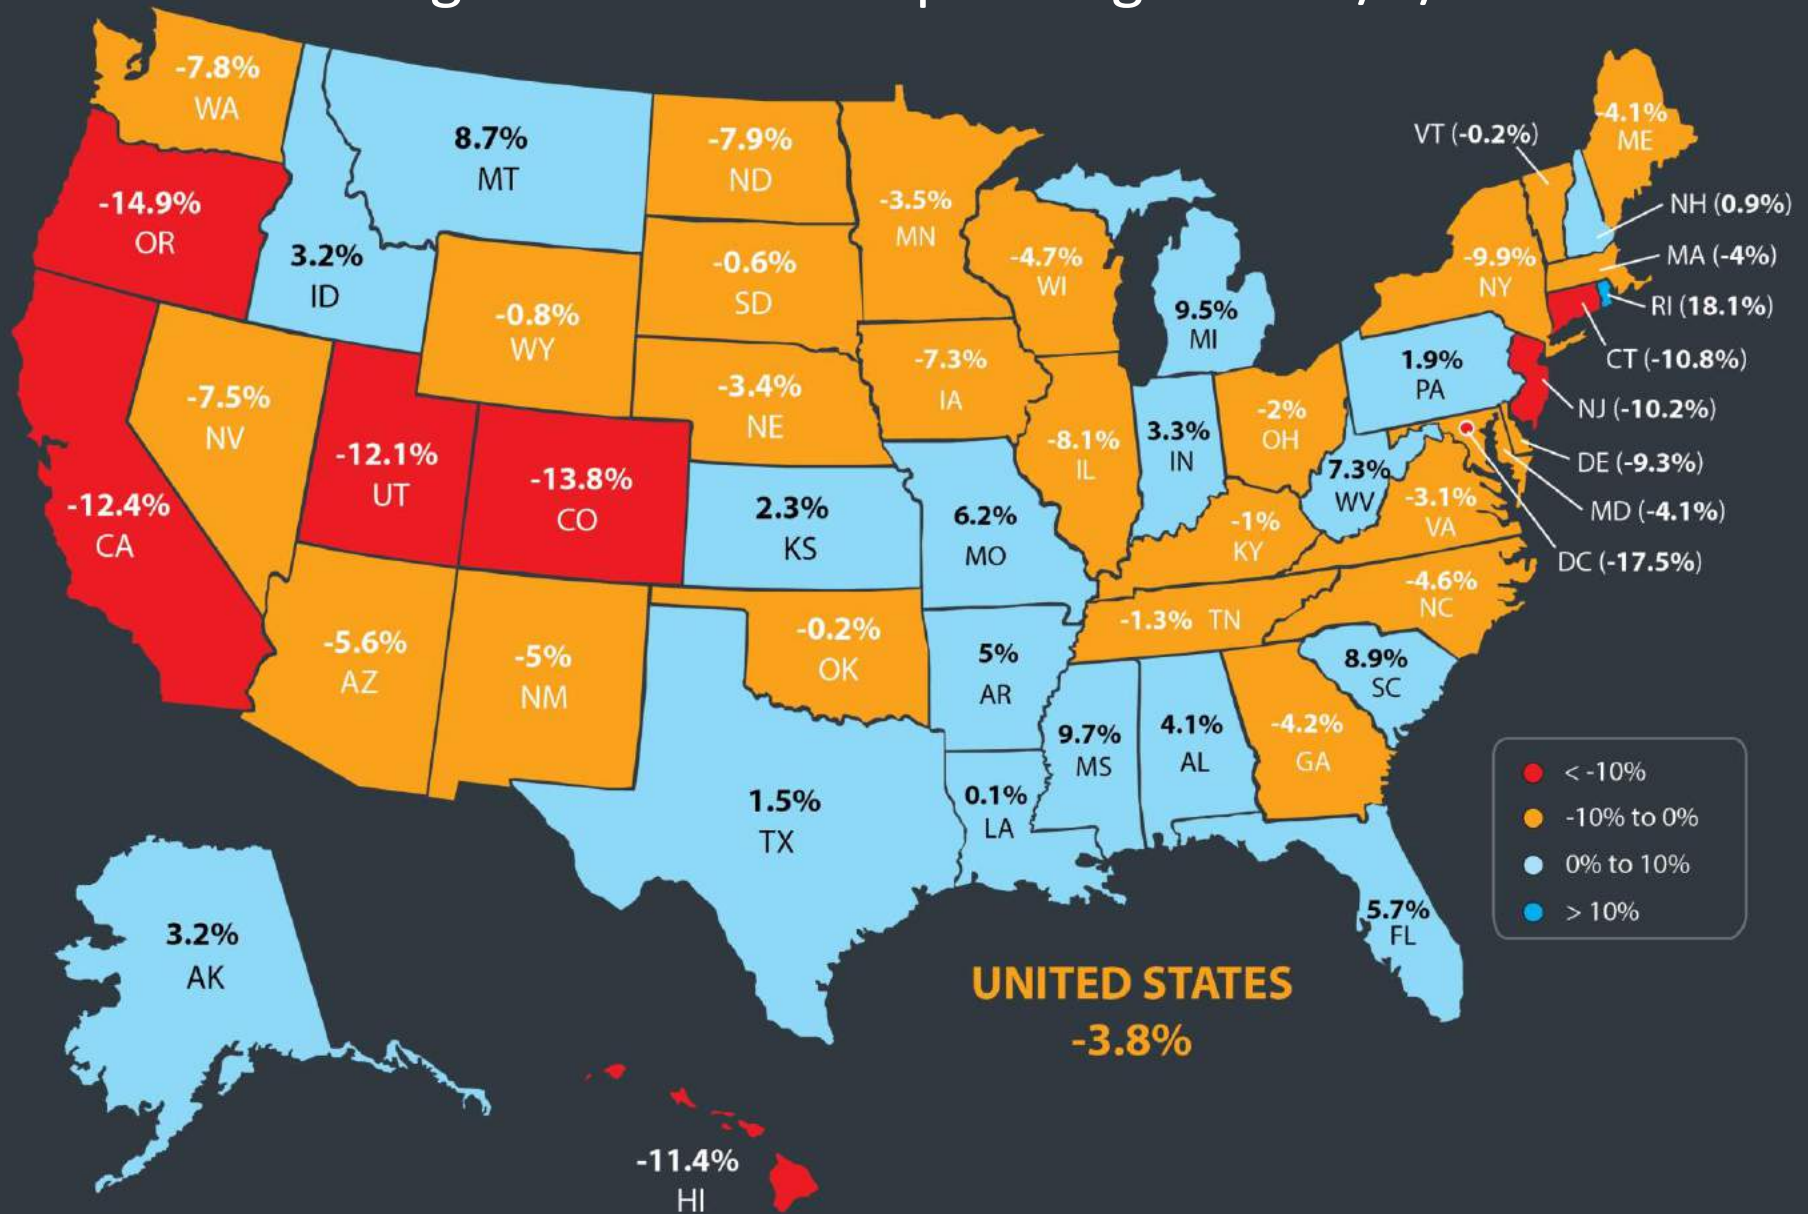 -7.8%
WA
-14.9%
OR
-12.4%
CA
-7.5%
NV
3.2%
ID
8.7%
MT
-0.8%
WY
-12.1%
UT
-13.8%
CO
-5.6%
AZ
-5%
NM
-7.9%
ND
-0.6%
SD
-3.4%
NE
2.3%
KS
-0.2%
OK
1.5%
TX
-3.5%
MN
-7.3%
IA
6.2%
MO
5%
AR
0.1%
LA
-4.7%
WI
-8.1%
IL
9.5%
MI
3.3%
IN
-2%
OH
-1%
KY
-1.3% TN
9.7%
MS
4.1%
AL
-4.2%
GA
5.7%
FL
8.9%
SC
-4.6%
NC
-3.1%
VA
7.3%
WV
1.9%
PA
-9.9%
NY
-4.1%
ME
VT (-0.2%)
NH (0.9%)
MA (-4%)
RI (18.1%)
CT (-10.8%)
NJ (-10.2%)
DE (-9.3%)
MD (-4.1%)
DC (-17.5%)
3.2%
AK
-11.4%
HI
UNITED STATES
-3.8%
< -10%
-10% to 0%
0% to 10%
> 10%